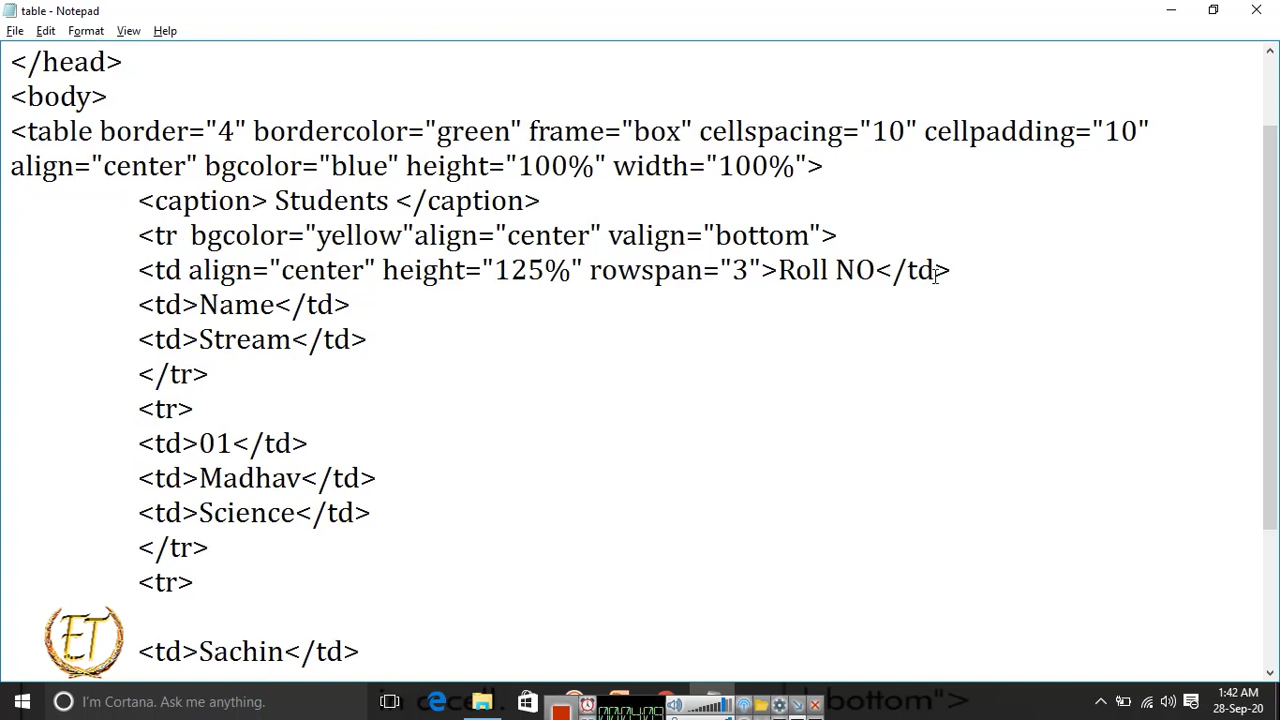 table - Notepad
File Edit Format View Help
</head>
<body>
<table border="4" bordercolor="green" frame="box" cellspacing="10" cellpadding="10"
align="center" bgcolor="blue" height="100%" width="100%">
<caption> Students </caption>
<tr  bgcolor="yellow"align="center" valign="bottom">
<td align="center" height="125%" rowspan="3">Roll NO</td>
<td>Name</td>
<td>Stream</td>
</tr>
<tr>
<td>01</td>
<td>Madhav</td>
<td>Science</td>
</tr>
<tr>
ET
<td>Sachin</td>
I'm Cortana. Ask me anything.
bottom">
1:42 AM
28-Sep-20